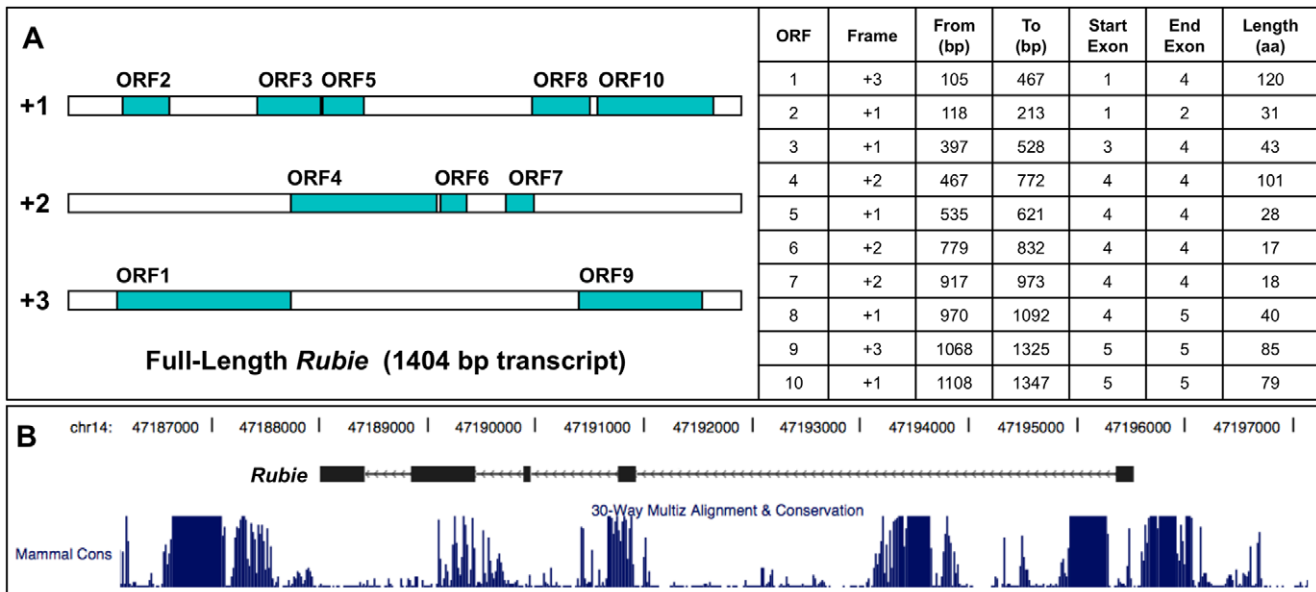 A
ORF2 ORF3 ORF5 ORF8 ORF10
+1
ORF4 ORF6 ORF7
+2
ORF1 ORF9
+3
Full-Length Rubie (1404 bp transcript)
ORF Frame From (bp) To (bp) Start Exon End Exon Length (aa)
1 +3 105 467 1 4 120
2 +1 118 213 1 2 31
3 +1 397 528 3 4 43
4 +2 467 772 4 4 101
5 +1 535 621 4 4 28
6 +2 779 832 4 4 17
7 +2 917 973 4 4 18
8 +1 970 1092 4 5 40
9 +3 1068 1325 5 5 85
10 +1 1108 1347 5 5 79
B
chr14: 47187000 | 47188000 | 47189000 | 47190000 | 47191000 | 47192000 | 47193000 | 47194000 | 47195000 | 47196000 | 47197000 |
Rubie
30-Way Multiz Alignment & Conservation
Mammal Cons